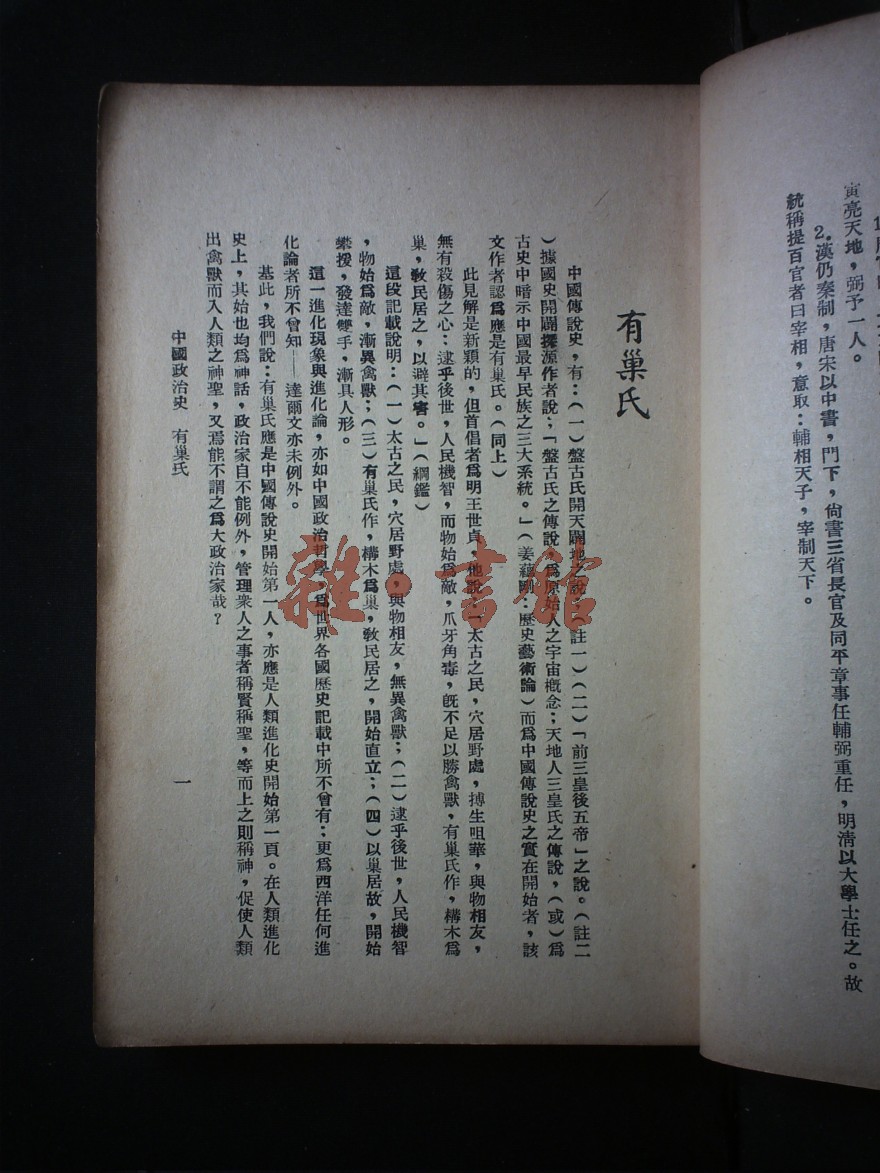 寅亮天地，弼予一人。
2.漢仍秦制，唐宋以中書，門下，尚書三省長官及同平章事任輔弼重任，明清以大學士任之。故
統稱提百官者曰宰相，意取：輔相天子，宰制天下。
有巢氏
中國傳說史，有：（一）盤古氏開天闢地之說；（註一）（二）「前三皇後五帝」之說。（註二
）據國史開闢探源作者說；「盤古氏之傳說，為原始人之宇宙概念；天地人三皇氏之傳說，（或）為
古史中暗示中國最早民族之三大系統。」（姜蘊剛：歷史藝術論）而為中國傳說史之實在開始者，該
文作者認為應是有巢氏。（同上）
此見解是新穎的，但首倡者為明王世貞，他說：「太古之民，穴居野處，搏生咀華，與物相友，
無有殺傷之心；逮乎後世，人民機智，而物始為敵，爪牙角毒，旣不足以勝禽獸，有巢氏作，構木為
巢，敎民居之，以避其害。」（綱鑑）
這段記載說明：（一）太古之民，穴居野處，與物相友，無異禽獸；（二）逮乎後世，人民機智
，物始為敵，漸異禽獸；（三）有巢氏作，構木為巢，敎民居之，開始直立；（四）以巢居故，開始
攀援，發達雙手，漸具人形。
這一進化現象與進化論，亦如中國政治哲學，為世界各國歷史記載中所不曾有；更為西洋任何進
化論者所不曾知——達爾文亦未例外。
基此，我們說：有巢氏應是中國傳說史開始第一人，亦應是人類進化史開始第一頁。在人類進化
史上，其始也均為神話，政治家自不能例外，管理衆人之事者稱賢稱聖，等而上之則稱神，促使人類
出禽獸而入人類之神聖，又焉能不謂之為大政治家哉？
中國政治史　有巢氏
一
雜·書館